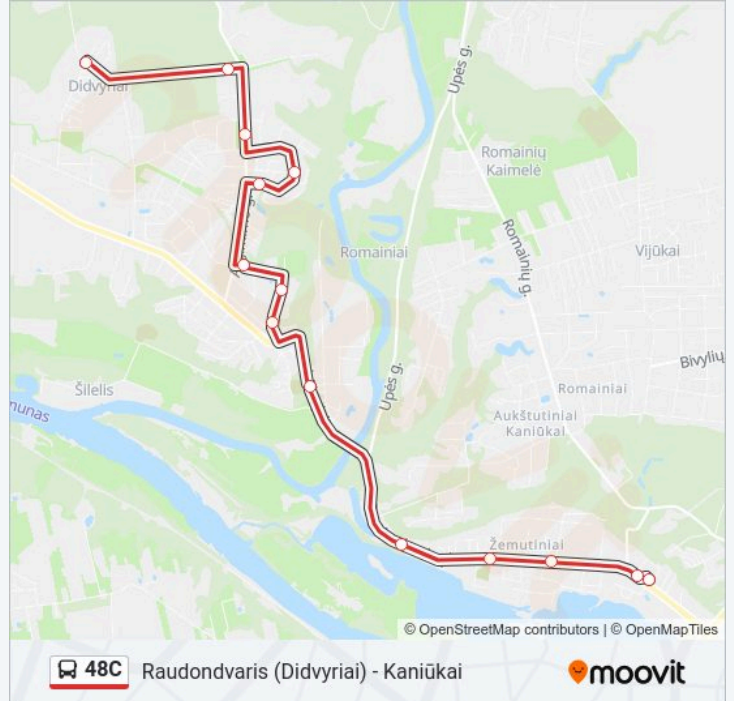 Upės g.
Didvyriai
Romainių
Kaimelė
Romainių g.
Romainiai
Vijūkai
Upės g.
Bivylių
Šilelis
Romainiai
munas
Aukštutiniai
Kaniūkai
Žemutiniai
© OpenStreetMap contributors | © OpenMapTiles
48C Raudondvaris (Didvyriai) - Kaniūkai
moovit